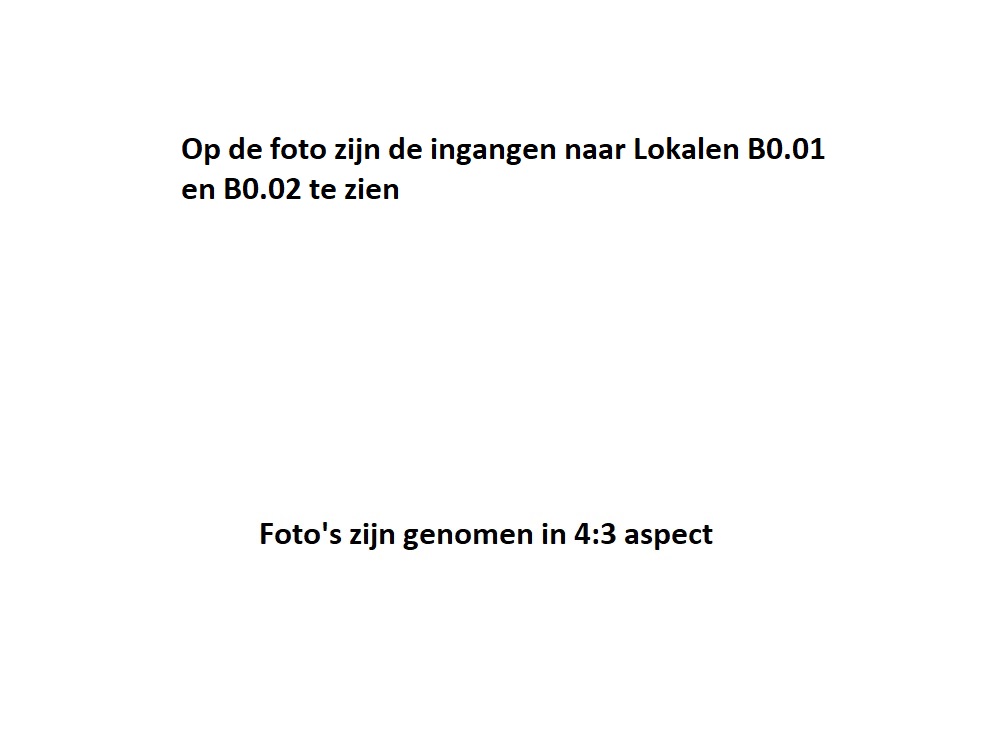 Op de foto zijn de ingangen naar Lokalen B0.01
en B0.02 te zien
Foto's zijn genomen in 4:3 aspect